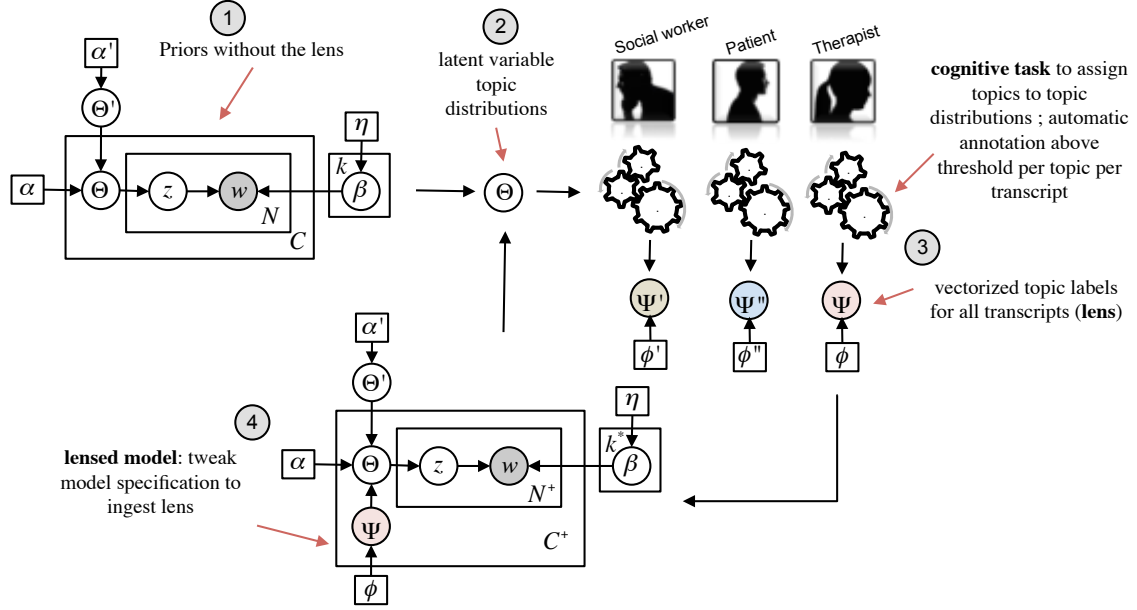 1
Priors without the lens
α'
Θ'
α
Θ
z
w
N
C
k
η
β
2
latent variable
topic
distributions
Θ
Social worker
Patient
Therapist
cognitive task to assign
topics to topic
distributions ; automatic
annotation above
threshold per topic per
transcript
3
vectorized topic labels
for all transcripts (lens)
Ψ'
Ψ''
Ψ
ϕ'
ϕ''
ϕ
4
lensed model: tweak
model specification to
ingest lens
α'
Θ'
α
Θ
z
w
N+
C+
k*
η
β
Ψ
ϕ